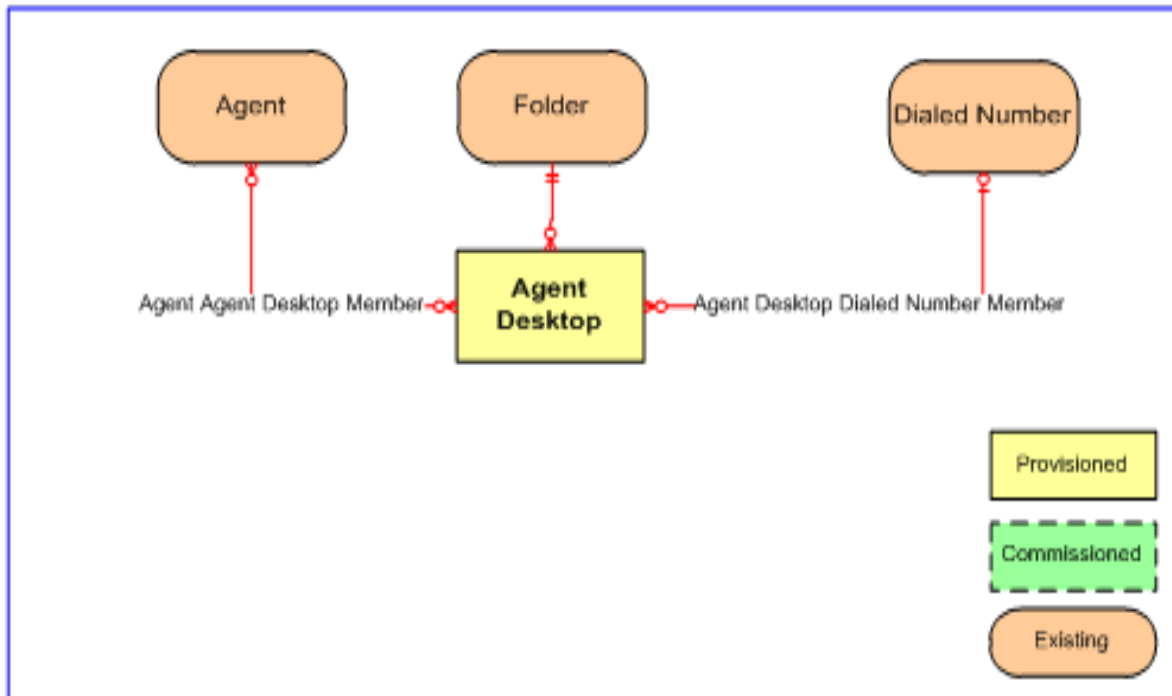 Agent
Folder
Dialed Number
Agent
Desktop
Agent Agent Desktop Member
Agent Desktop Dialed Number Member
Provisioned
Commissioned
Existing